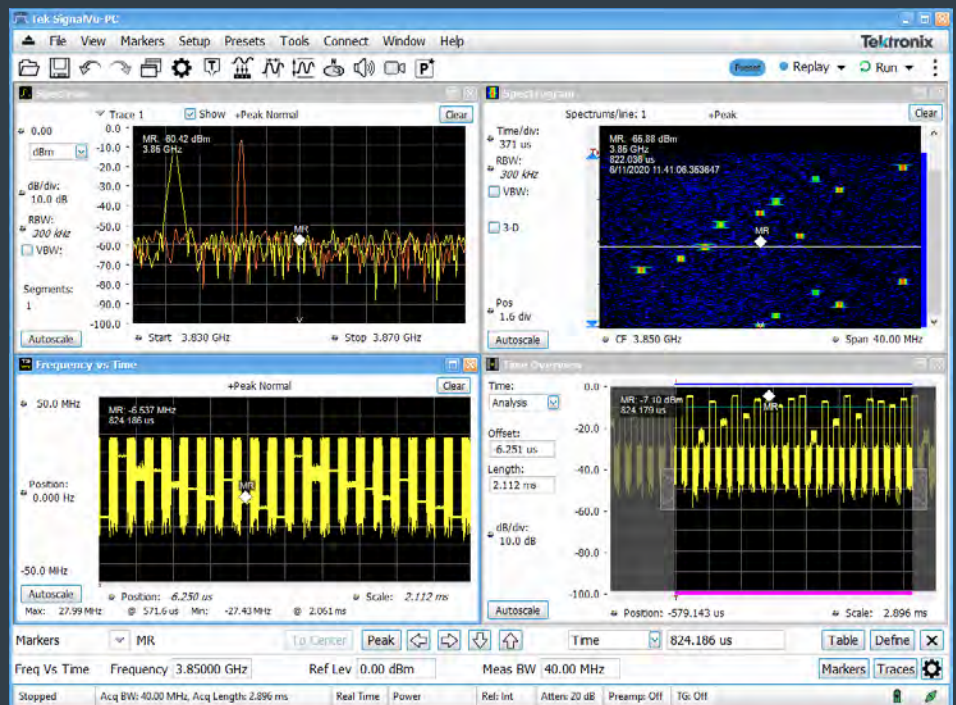 Tek SignalVu-PC
File View Markers Setup Presets Tools Connect Window Help
Tektronix
Preset Replay Run
Spectrum
Trace 1 Show +Peak Normal Clear
0.00
dBm
dB/div:
10.0 dB
RBW:
300 kHz
VBW:
Segments:
1
Autoscale
0.0
-10.0
-20.0
-30.0
-40.0
-50.0
-60.0
-70.0
-80.0
-90.0
-100.0
MR: -60.42 dBm
3.85 GHz
MR
Start 3.830 GHz Stop 3.870 GHz
Spectrogram
Spectrums/line: 1 +Peak Clear
Time/div:
371 us
RBW:
300 kHz
VBW:
3-D
Pos
1.6 div
Autoscale
MR: -65.88 dBm
3.85 GHz
822.036 us
6/11/2020 11.41.06.363647
MR
CF 3.850 GHz Span 40.00 MHz
Frequency vs Time
+Peak Normal Clear
50.0 MHz
Position:
0.000 Hz
-50.0 MHz
MR: -6.537 MHz
824.186 us
MR
Autoscale
Position: -6.250 us Scale: 2.112 ms
Max: 27.99 MHz @ 571.6 us Min: -27.43 MHz @ 2.051 ms
Time Overview
Time:
Analysis
Offset:
-6.251 us
Length:
2.112 ms
dB/div:
10.0 dB
Autoscale
0.0
-20.0
-40.0
-60.0
-80.0
-100.0
MR: -7.10 dBm
824.179 us
MR
Position: -579.143 us Scale: 2.896 ms
Markers MR To Center Peak Time 824.186 us Table Define
Freq Vs Time Frequency 3.85000 GHz Ref Lev 0.00 dBm Meas BW 40.00 MHz Markers Traces
Stopped Acq BW: 40.00 MHz, Acq Length: 2.896 ms Real Time Power Ref: Int Atten: 20 dB Preamp: Off TG: Off